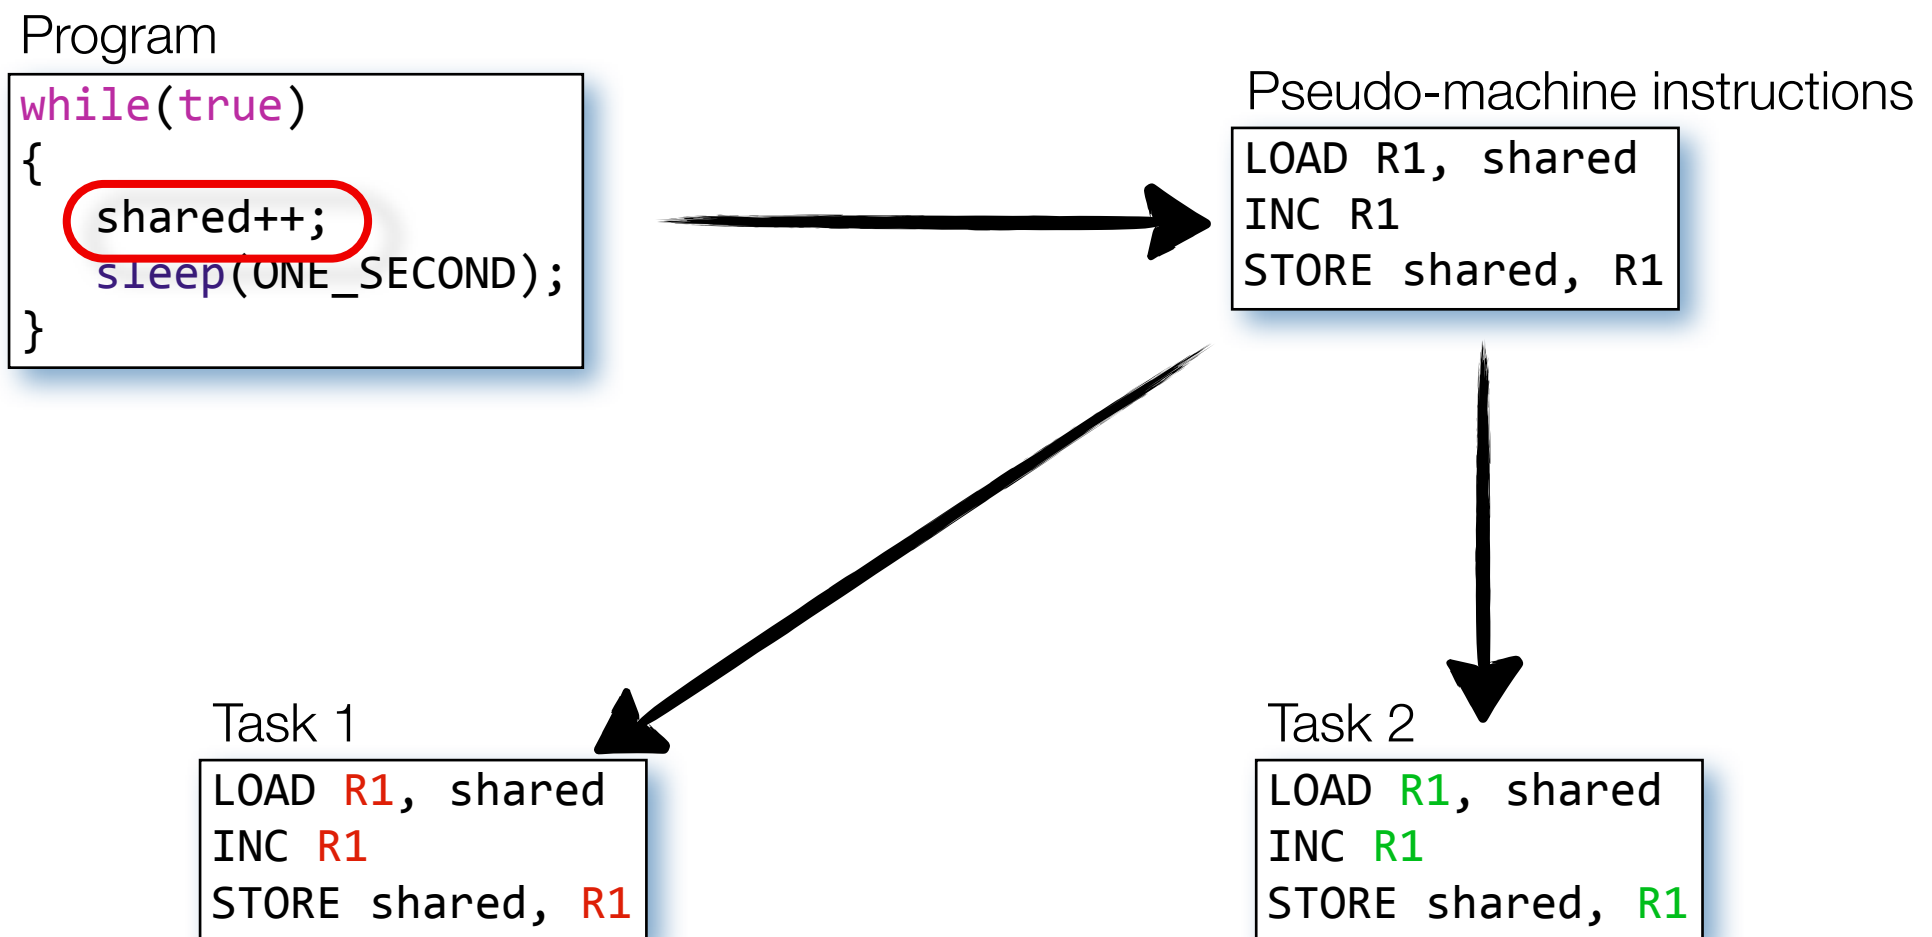 Program
while(true)
{
shared++;
sleep(ONE_SECOND);
}
Pseudo-machine instructions
LOAD R1, shared
INC R1
STORE shared, R1
Task 1
LOAD R1, shared
INC R1
STORE shared, R1
Task 2
LOAD R1, shared
INC R1
STORE shared, R1